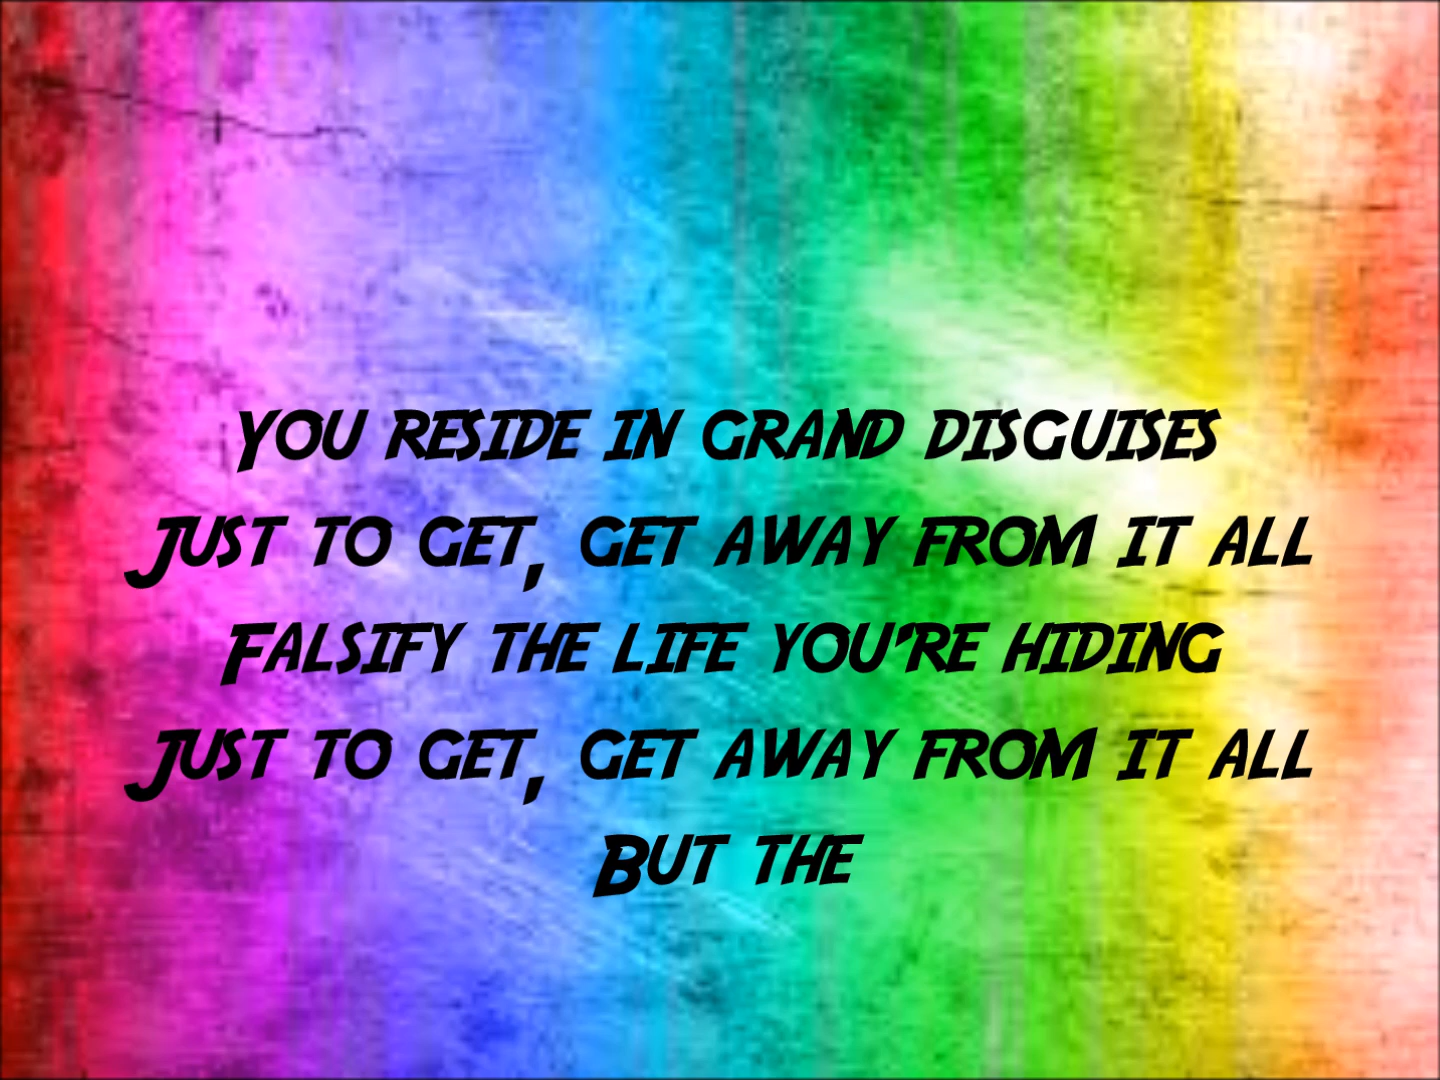 You reside in grand disguises
Just to get, get away from it all
Falsify the life you're hiding
Just to get, get away from it all
But the